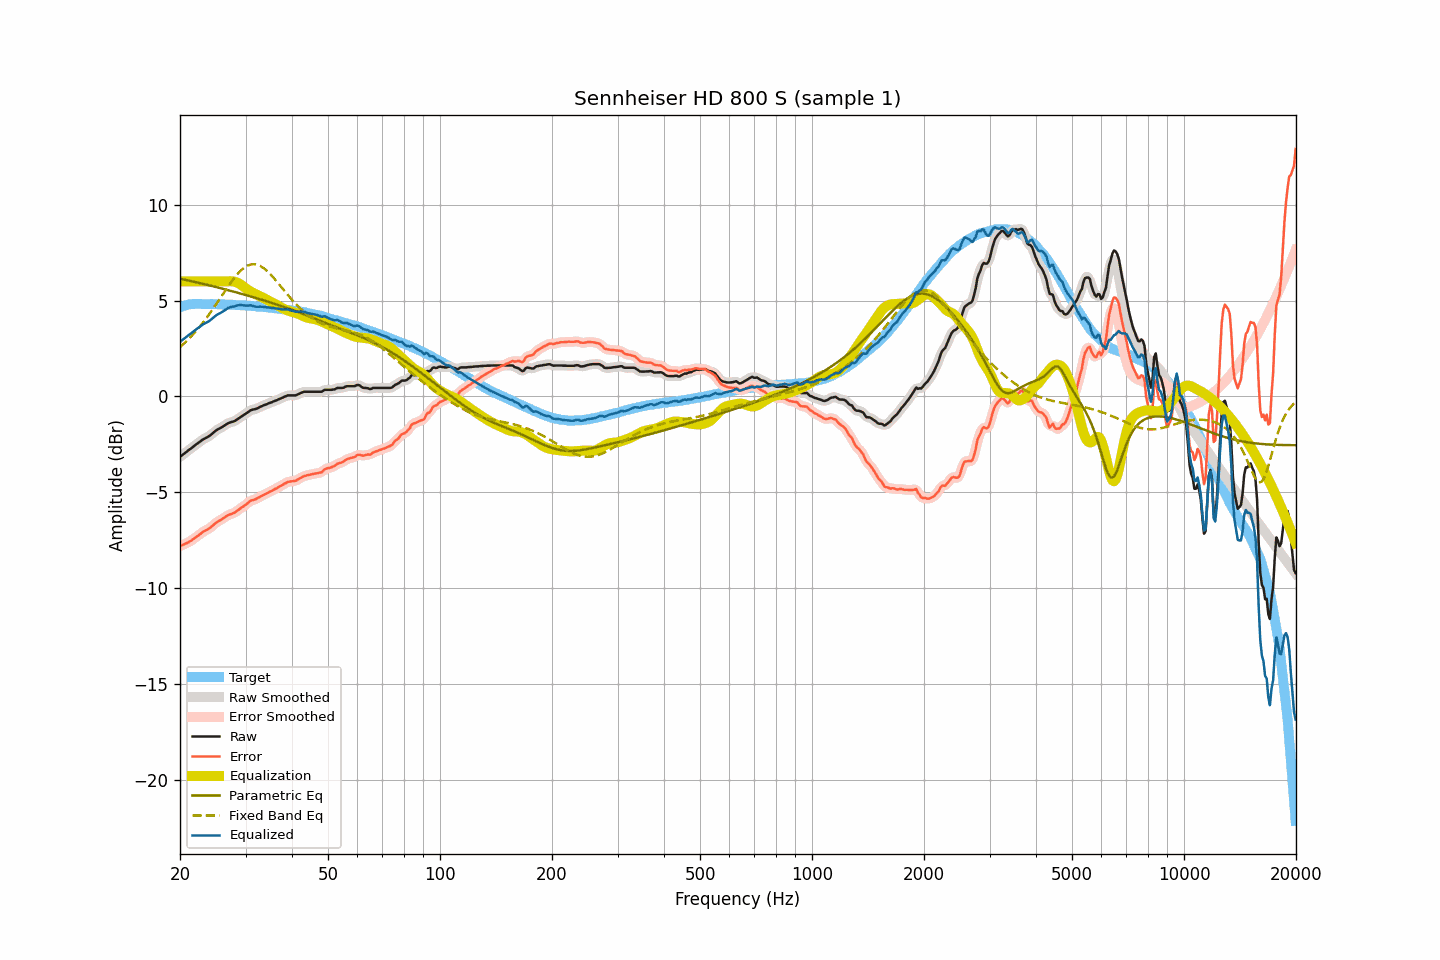 Sennheiser HD 800 S (sample 1)
Amplitude (dBr)
10
5
0
−5
−10
−15
−20
Target
Raw Smoothed
Error Smoothed
Raw
Error
Equalization
Parametric Eq
Fixed Band Eq
Equalized
20 50 100 200 500 1000 2000 5000 10000 20000
Frequency (Hz)